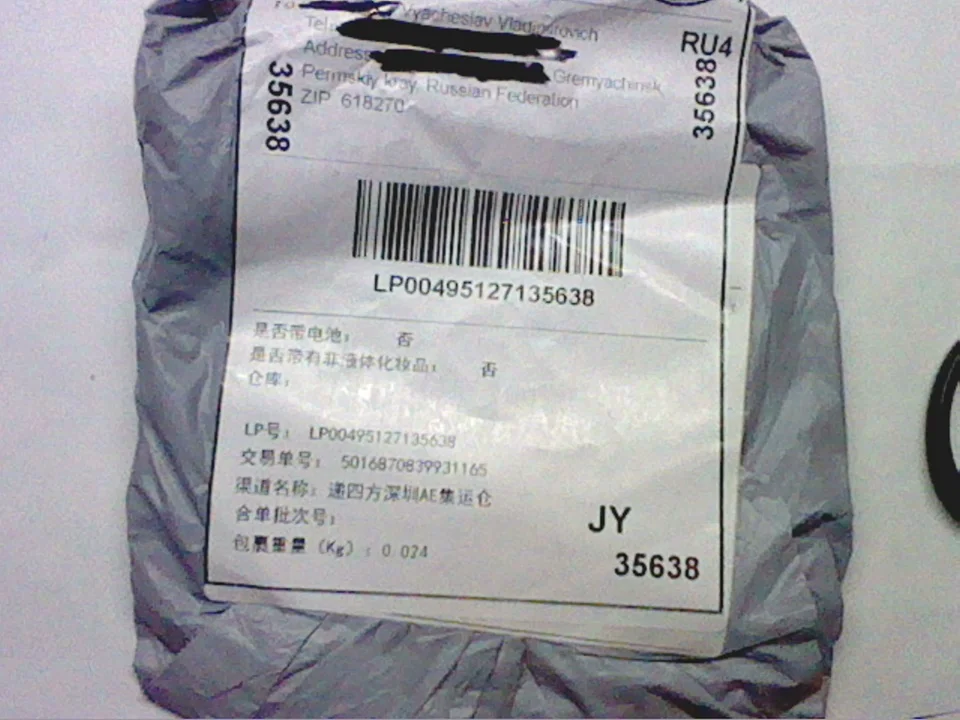 Vyacheslav Vladimirovich
Tel:
Address
Gremyachinsk
Permskiy kray, Russian Federation
ZIP 618270
RU4
35638
35638
LP00495127135638
是否带电池： 否
是否带有非液体化妆品： 否
仓库：
LP号： LP00495127135638
交易单号： 5016870839931165
渠道名称：递四方深圳AE集运仓
合单批次号：
包裹重量（Kg）：0.024
JY
35638